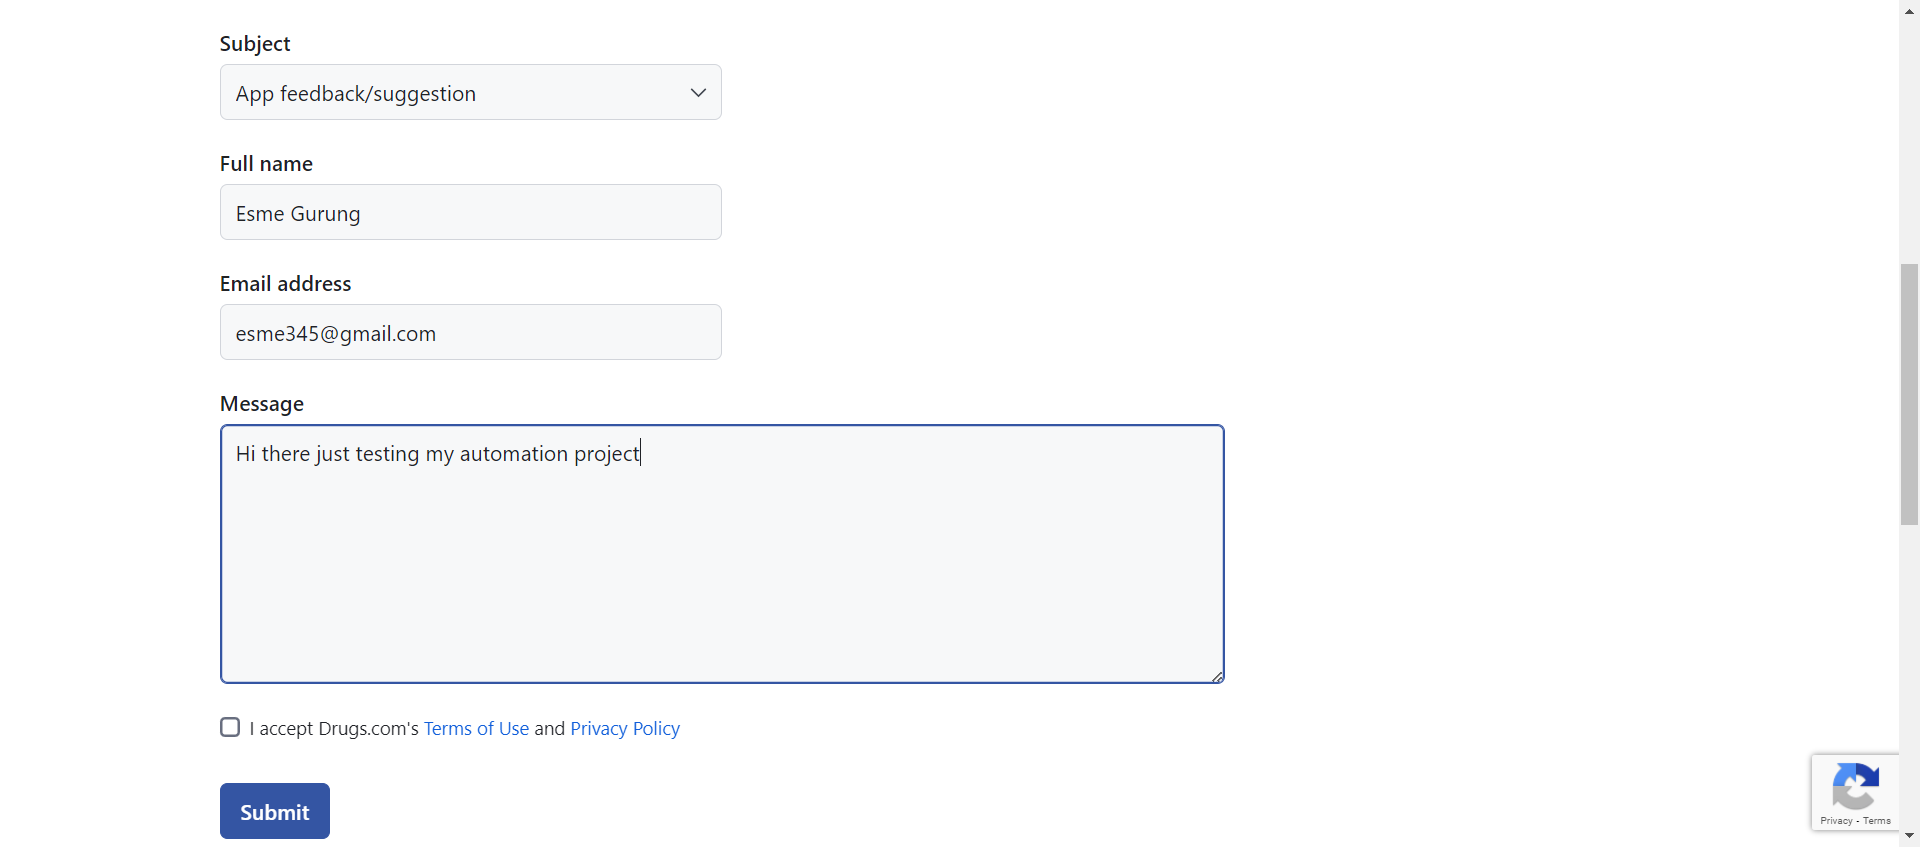 Subject
App feedback/suggestion
Full name
Esme Gurung
Email address
esme345@gmail.com
Message
Hi there just testing my automation project
I accept Drugs.com's Terms of Use and Privacy Policy
Submit
Privacy - Terms